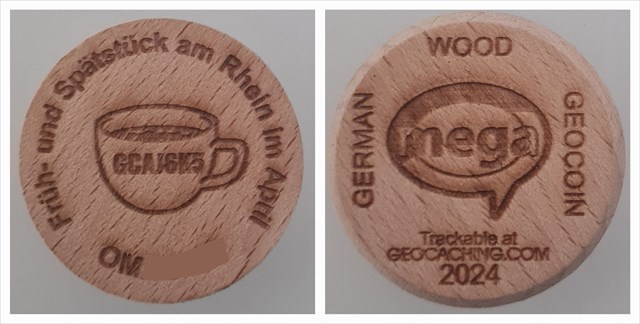 Früh- und Spätstück am Rhein im April
GCAJ6K5
OM
WOOD
GERMAN
mega
GEOCOIN
Trackable at
GEOCACHING.COM
2024